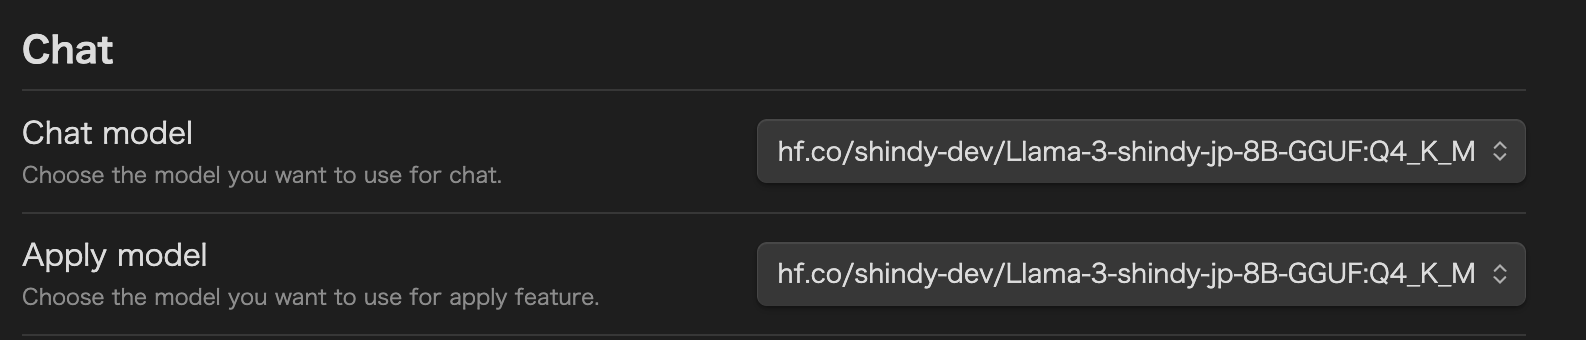 Chat
Chat model
Choose the model you want to use for chat.
hf.co/shindy-dev/Llama-3-shindy-jp-8B-GGUF:Q4_K_M
Apply model
Choose the model you want to use for apply feature.
hf.co/shindy-dev/Llama-3-shindy-jp-8B-GGUF:Q4_K_M